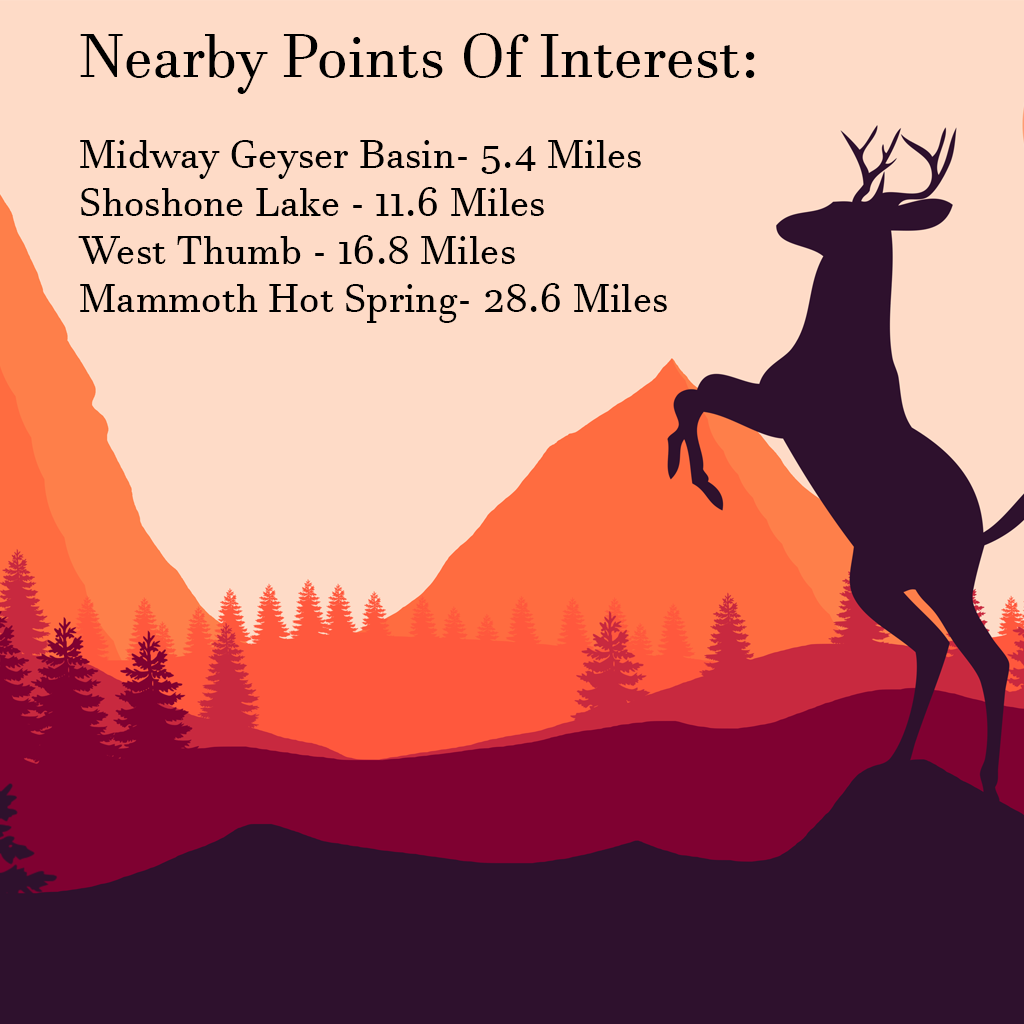 Nearby Points Of Interest:
Midway Geyser Basin- 5.4 Miles
Shoshone Lake - 11.6 Miles
West Thumb - 16.8 Miles
Mammoth Hot Spring- 28.6 Miles